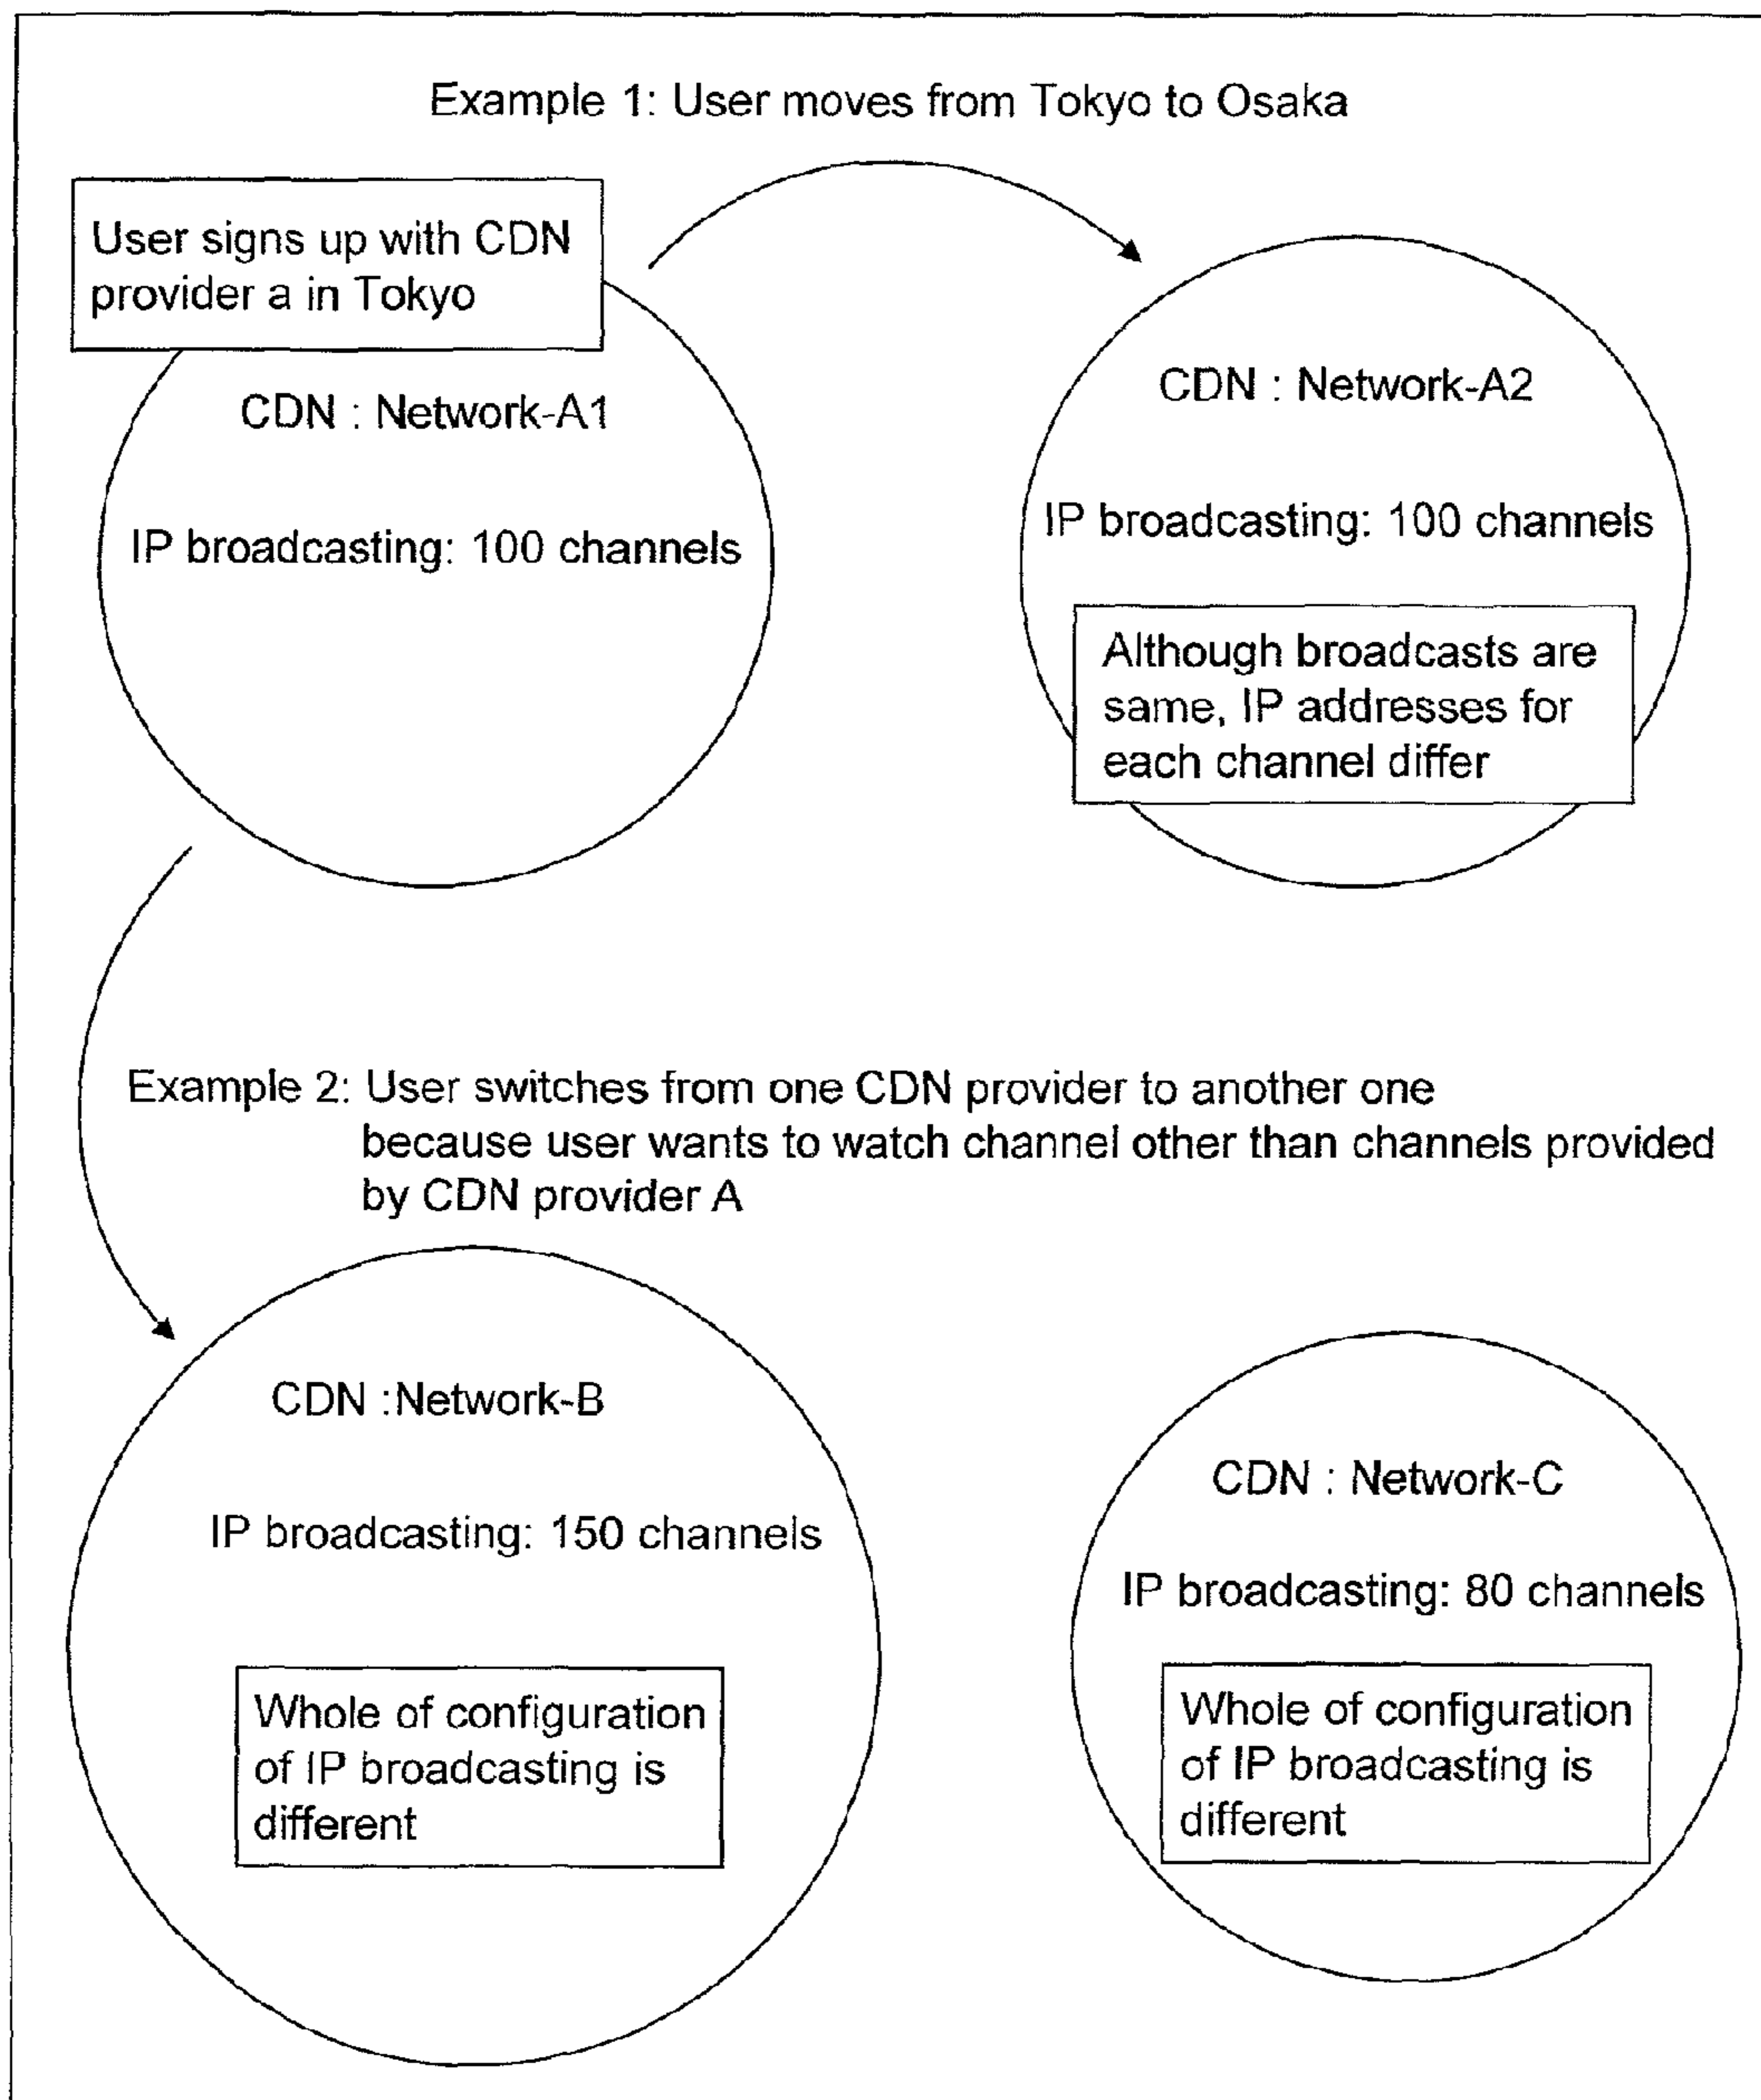 Example 1: User moves from Tokyo to Osaka
User signs up with CDN
provider a in Tokyo
CDN : Network-A1
IP broadcasting: 100 channels
CDN : Network-A2
IP broadcasting: 100 channels
Although broadcasts are
same, IP addresses for
each channel differ
Example 2: User switches from one CDN provider to another one
because user wants to watch channel other than channels provided
by CDN provider A
CDN :Network-B
IP broadcasting: 150 channels
Whole of configuration
of IP broadcasting is
different
CDN : Network-C
IP broadcasting: 80 channels
Whole of configuration
of IP broadcasting is
different